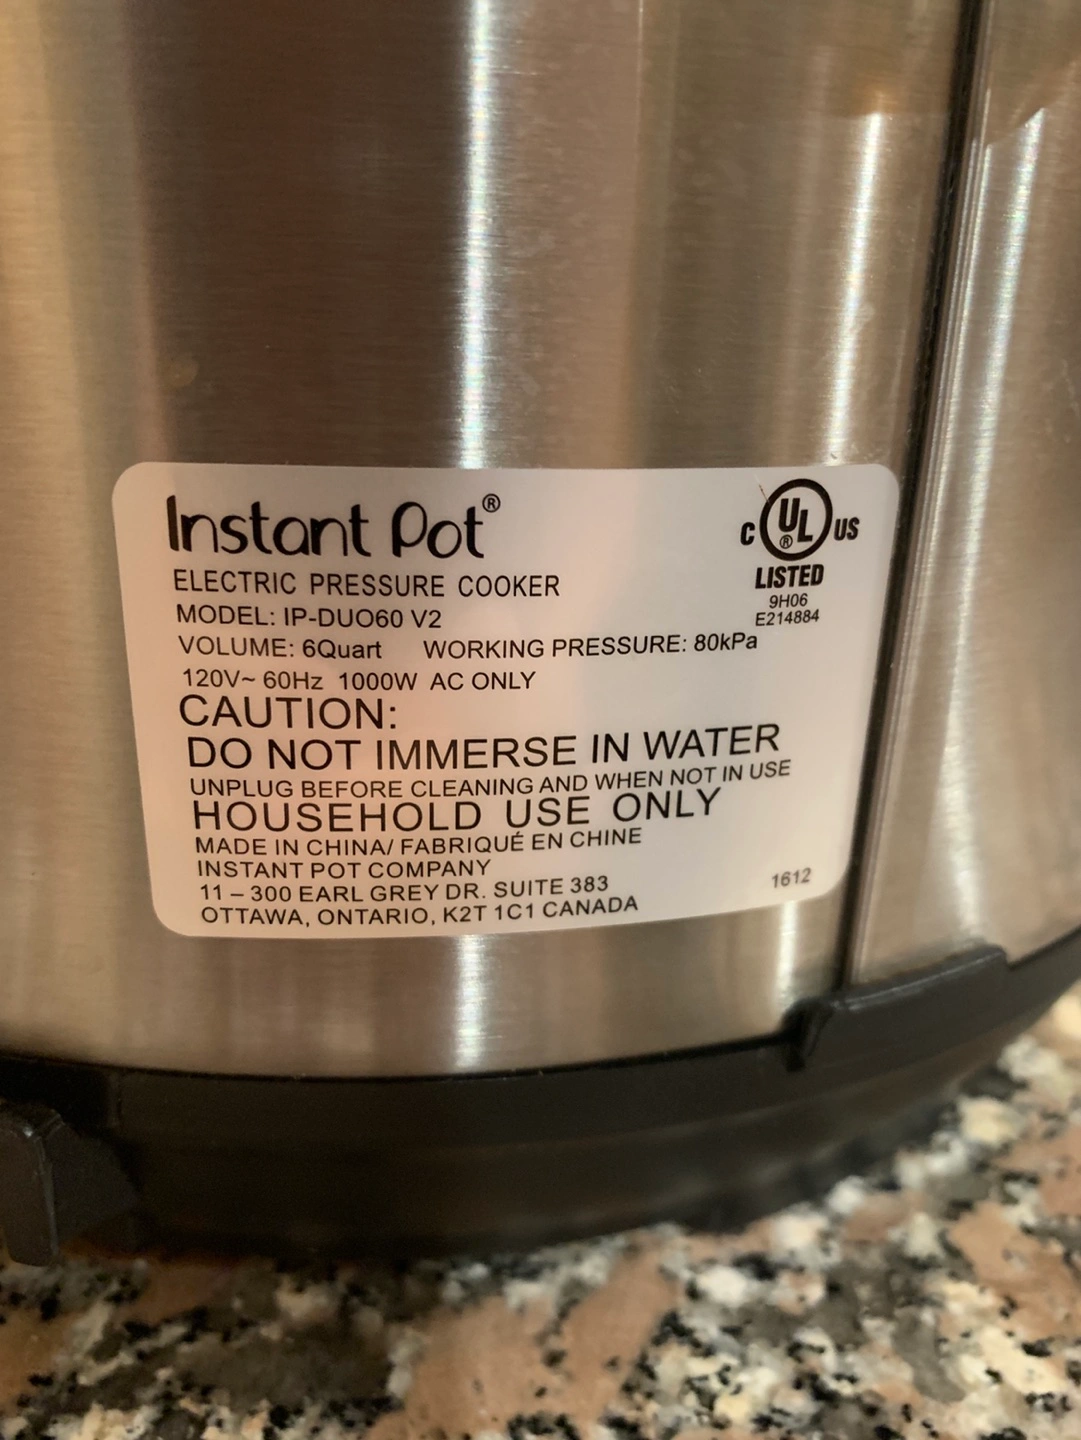 Instant Pot®
C UL® US
LISTED
9H06
E214884
ELECTRIC PRESSURE COOKER
MODEL: IP-DUO60 V2
VOLUME: 6Quart WORKING PRESSURE: 80kPa
120V~ 60Hz 1000W AC ONLY
CAUTION:
DO NOT IMMERSE IN WATER
UNPLUG BEFORE CLEANING AND WHEN NOT IN USE
HOUSEHOLD USE ONLY
MADE IN CHINA/ FABRIQUÉ EN CHINE
INSTANT POT COMPANY
11 – 300 EARL GREY DR. SUITE 383
OTTAWA, ONTARIO, K2T 1C1 CANADA
1612